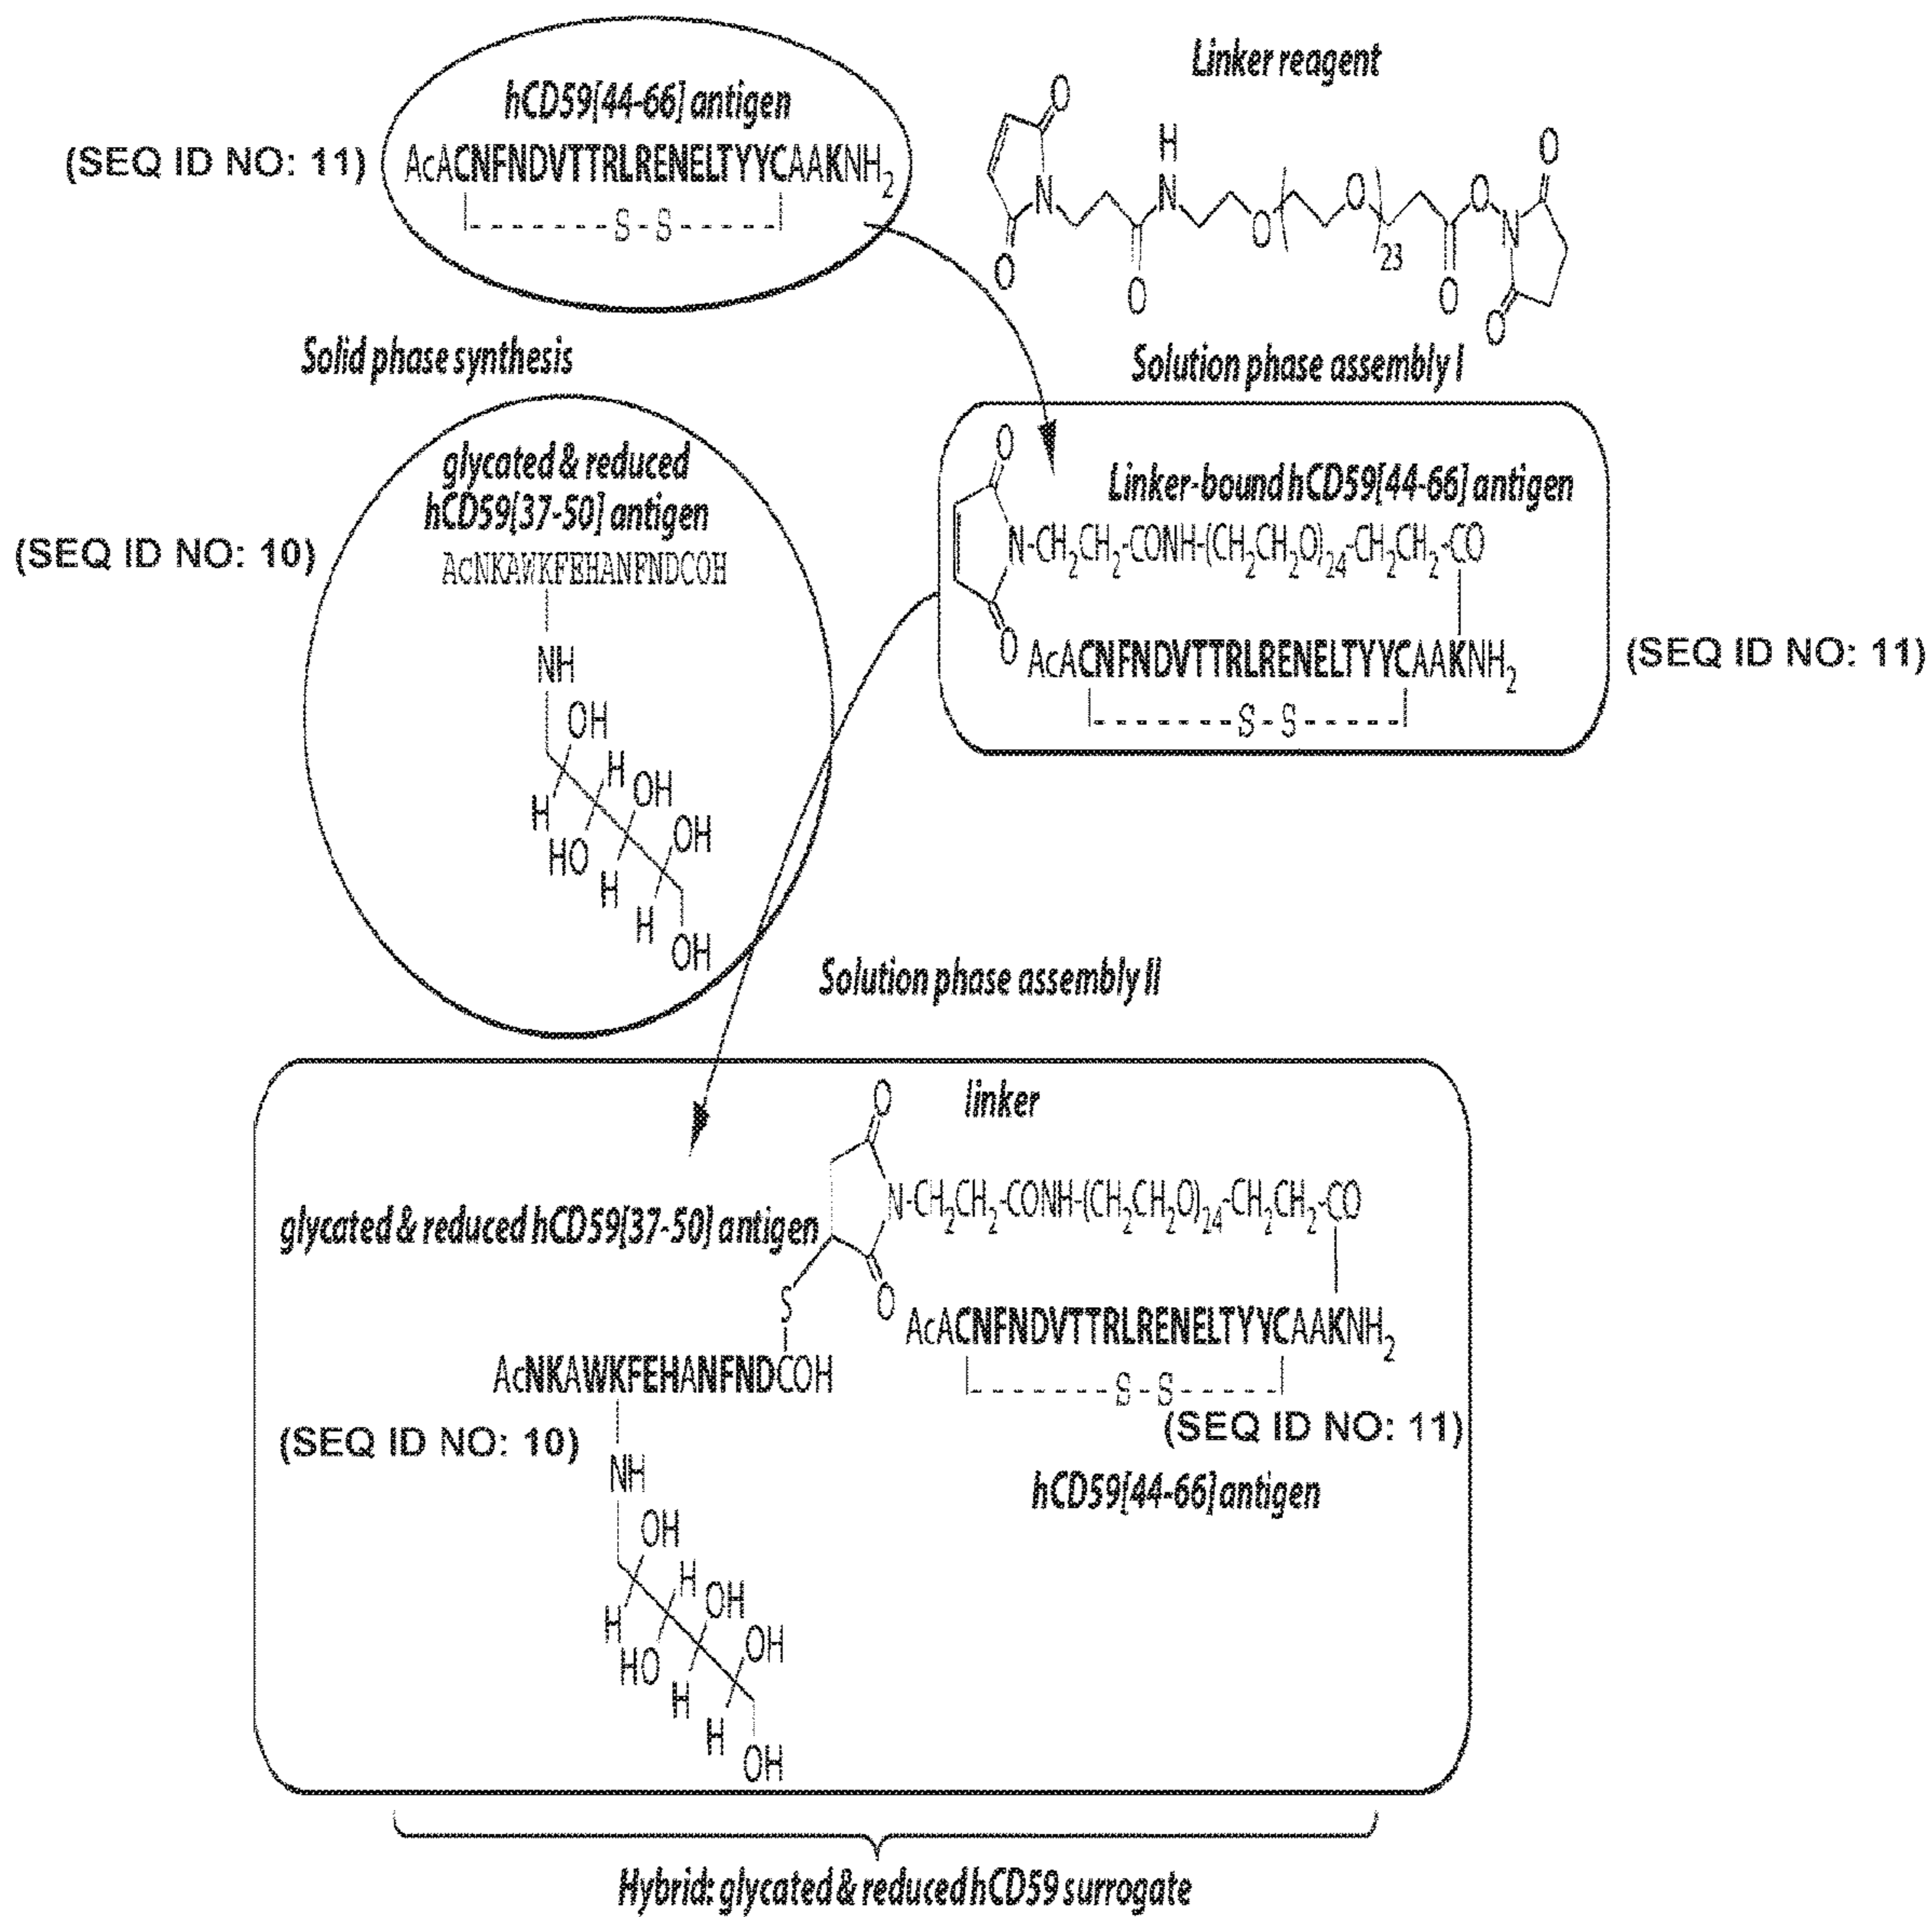 Linker reagent
hCD59[44-66] antigen
(SEQ ID NO: 11)
AcACNFNDVTTRLRENELTYYCAAKNH2
S-S
O
N
O
H
N
O
O
O
23
O
O
N
O
O
Solid phase synthesis
Solution phase assembly I
glycated & reduced
hCD59[37-50] antigen
(SEQ ID NO: 10)
AcNKAWKFEHANFNDCOH
NH
OH
H
H
OH
HO
OH
H
H
OH
O
Linker-bound hCD59[44-66] antigen
N-CH2CH2-CONH-(CH2CH2O)24-CH2CH2-CO
O
AcACNFNDVTTRLRENELTYYCAAKNH2
(SEQ ID NO: 11)
S-S
Solution phase assembly II
O
linker
glycated & reduced hCD59[37-50] antigen
N-CH2CH2-CONH-(CH2CH2O)24-CH2CH2-CO
S
O
AcACNFNDVTTRLRENELTYYCAAKNH2
AcNKAWKFEHANFNDCOH
S-S
(SEQ ID NO: 10)
(SEQ ID NO: 11)
NH
hCD59[44-66] antigen
OH
H
H
OH
HO
OH
H
H
OH
Hybrid: glycated & reduced hCD59 surrogate